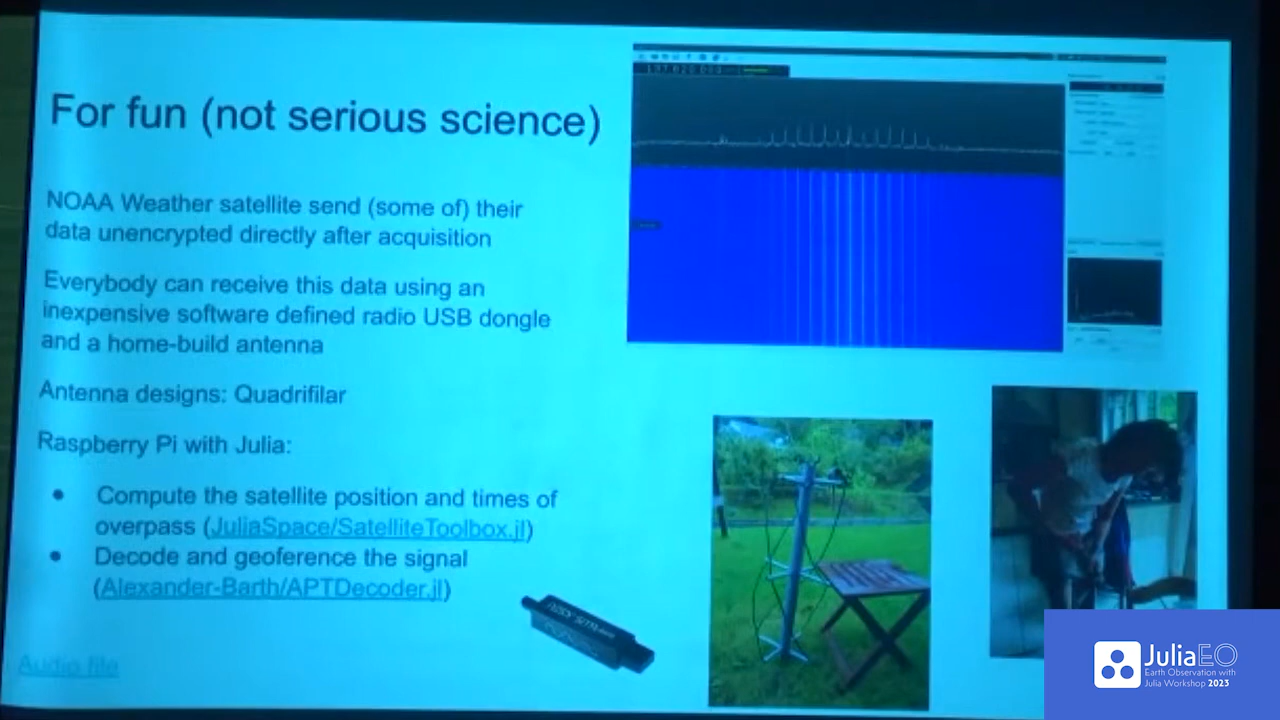 For fun (not serious science)
NOAA Weather satellite send (some of) their
data unencrypted directly after acquisition
Everybody can receive this data using an
inexpensive software defined radio USB dongle
and a home-build antenna
Antenna designs: Quadrifilar
Raspberry Pi with Julia:
• Compute the satellite position and times of
overpass (JuliaSpace/SatelliteToolbox.jl)
• Decode and geoference the signal
(Alexander-Barth/APTDecoder.jl)
Audio file
JuliaEO
Earth Observation with
Julia Workshop 2023